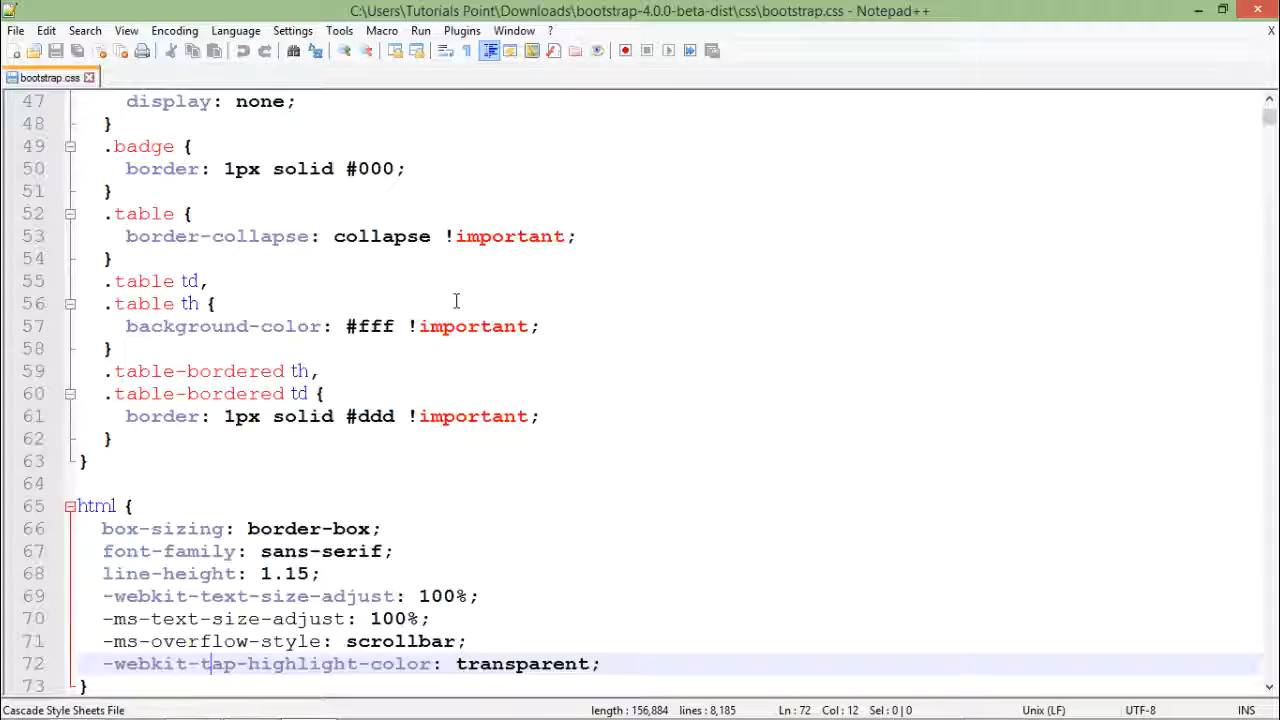 C:\Users\Tutorials Point\Downloads\bootstrap-4.0.0-beta-dist\css\bootstrap.css - Notepad++
File Edit Search View Encoding Language Settings Tools Macro Run Plugins Window ? X
bootstrap.css
47 display: none;
48 }
49 .badge {
50 border: 1px solid #000;
51 }
52 .table {
53 border-collapse: collapse !important;
54 }
55 .table td,
56 .table th {
57 background-color: #fff !important;
58 }
59 .table-bordered th,
60 .table-bordered td {
61 border: 1px solid #ddd !important;
62 }
63 }
64
65 html {
66 box-sizing: border-box;
67 font-family: sans-serif;
68 line-height: 1.15;
69 -webkit-text-size-adjust: 100%;
70 -ms-text-size-adjust: 100%;
71 -ms-overflow-style: scrollbar;
72 -webkit-tap-highlight-color: transparent;
73 }
Cascade Style Sheets File length : 156,884 lines : 8,185 Ln : 72 Col : 12 Sel : 0 | 0 Unix (LF) UTF-8 INS